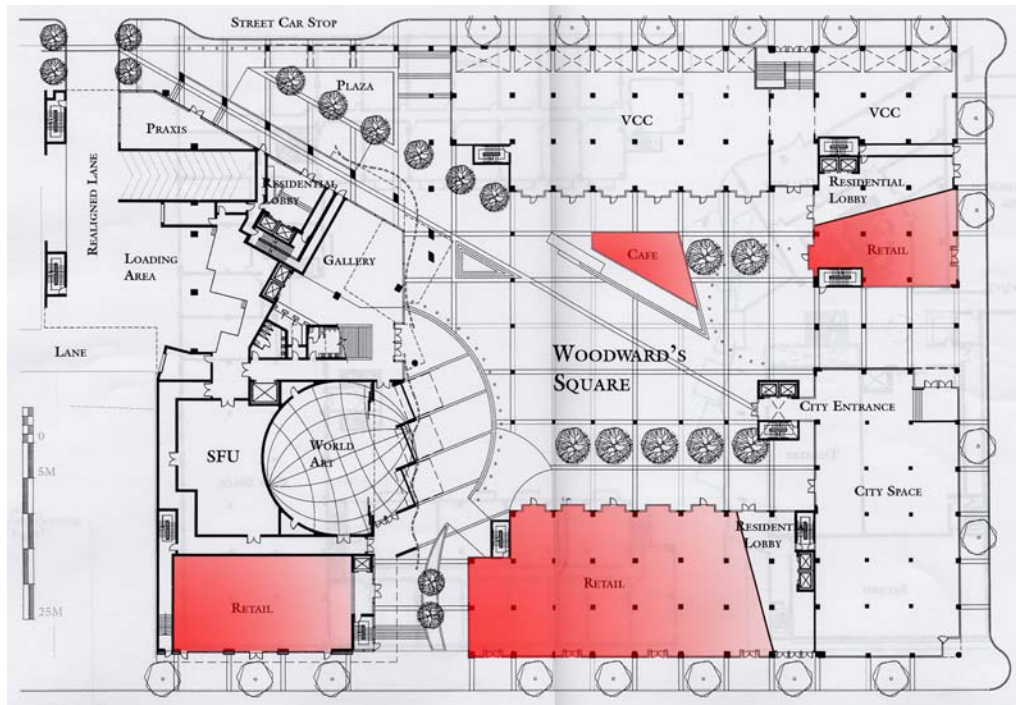 STREET CAR STOP
PLAZA
PRAXIS
VCC
VCC
REALIGNED LANE
RESIDENTIAL
LOBBY
RESIDENTIAL
LOBBY
LOADING
AREA
GALLERY
CAFE
RETAIL
LANE
WOODWARD'S
SQUARE
CITY ENTRANCE
0
5M
SFU
WORLD
ART
CITY SPACE
RESIDENTIAL
LOBBY
RETAIL
RETAIL
25M